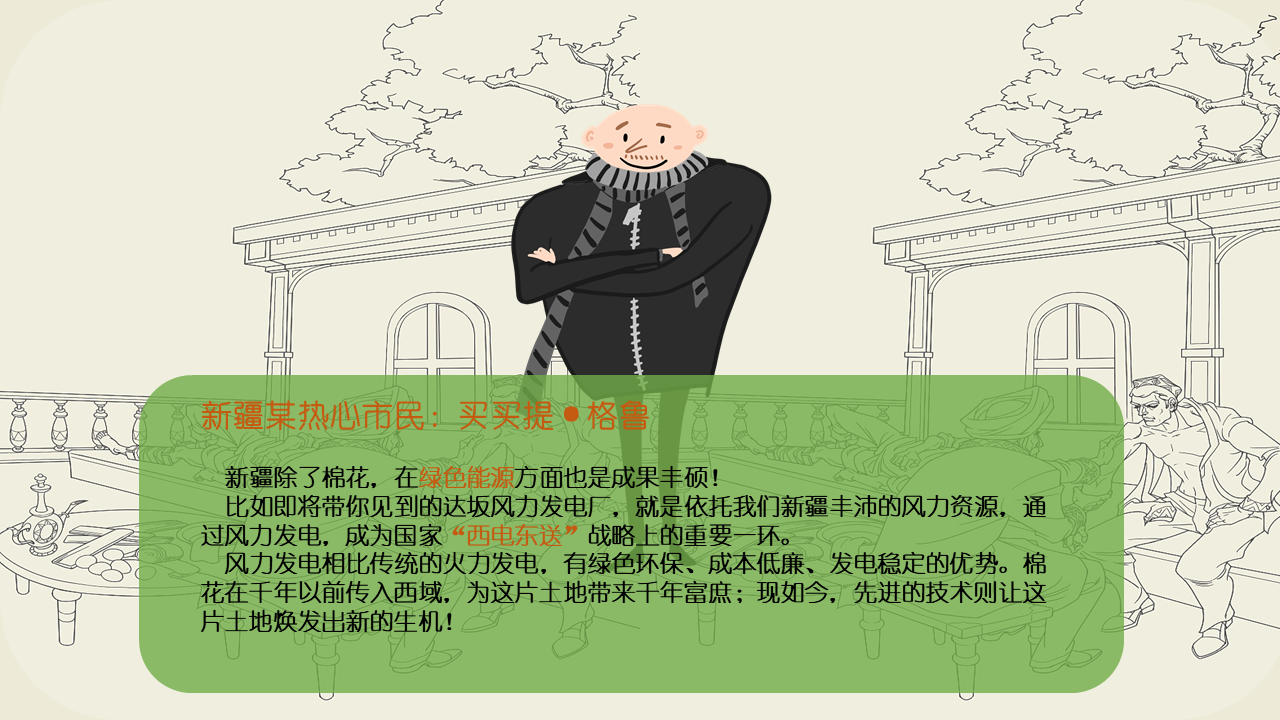 新疆某热心市民：买买提●格鲁
新疆除了棉花，在绿色能源方面也是成果丰硕！
比如即将带你见到的达坂风力发电厂，就是依托我们新疆丰沛的风力资源，通
过风力发电，成为国家“西电东送”战略上的重要一环。
风力发电相比传统的火力发电，有绿色环保、成本低廉、发电稳定的优势。棉
花在千年以前传入西域，为这片土地带来千年富庶；现如今，先进的技术则让这
片土地焕发出新的生机！